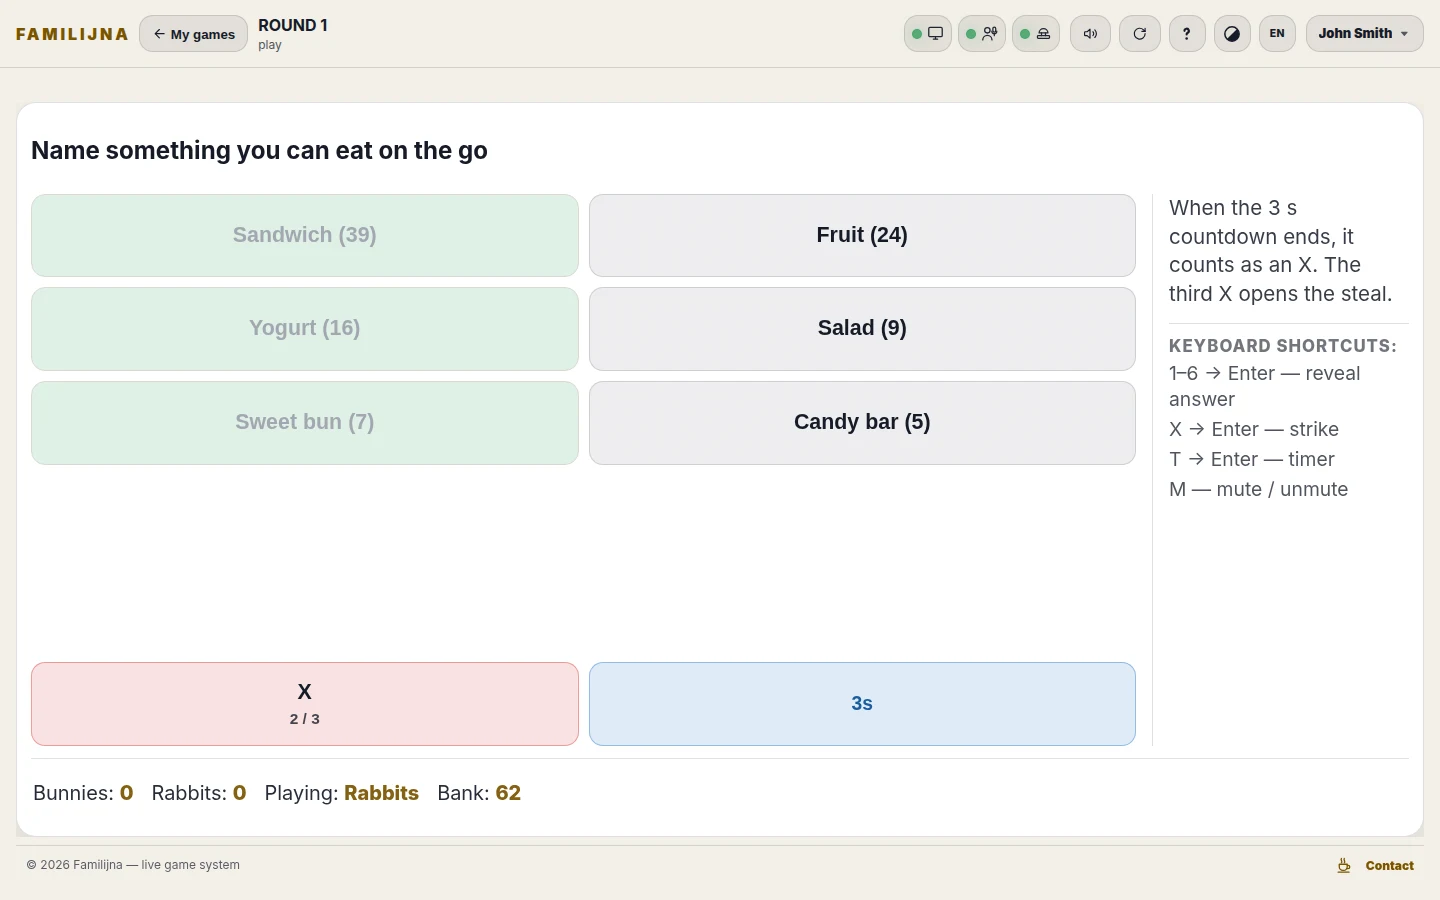 FAMILIJNA
← My games
ROUND 1
play
?
EN
John Smith
Name something you can eat on the go
Sandwich (39)
Fruit (24)
Yogurt (16)
Salad (9)
Sweet bun (7)
Candy bar (5)
X
2 / 3
3s
When the 3 s
countdown ends, it
counts as an X. The
third X opens the steal.
KEYBOARD SHORTCUTS:
1–6 → Enter — reveal
answer
X → Enter — strike
T → Enter — timer
M — mute / unmute
Bunnies: 0 Rabbits: 0 Playing: Rabbits Bank: 62
© 2026 Familijna — live game system
Contact